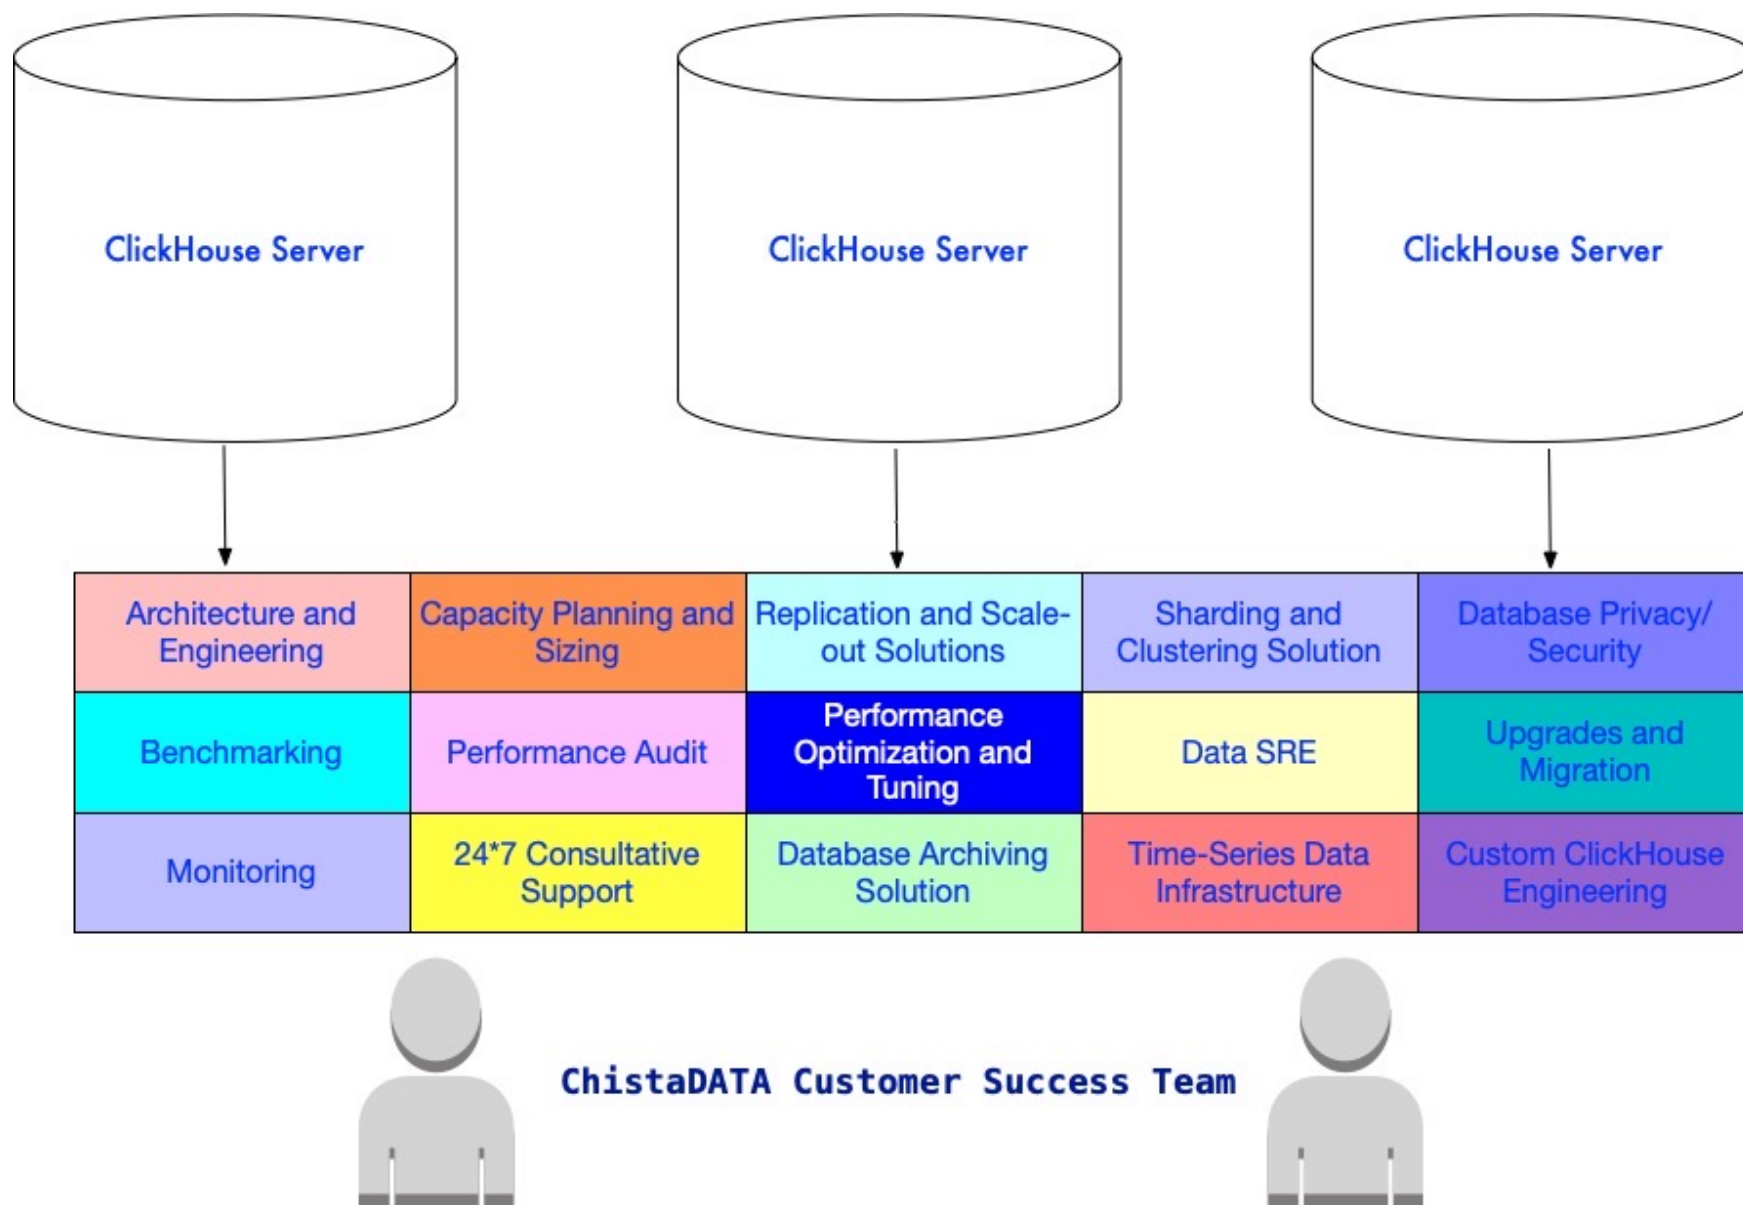 ClickHouse Server
ClickHouse Server
ClickHouse Server
Architecture and
Engineering
Capacity Planning and
Sizing
Replication and Scale-
out Solutions
Sharding and
Clustering Solution
Database Privacy/
Security
Benchmarking
Performance Audit
Performance
Optimization and
Tuning
Data SRE
Upgrades and
Migration
Monitoring
24*7 Consultative
Support
Database Archiving
Solution
Time-Series Data
Infrastructure
Custom ClickHouse
Engineering
ChistaDATA Customer Success Team